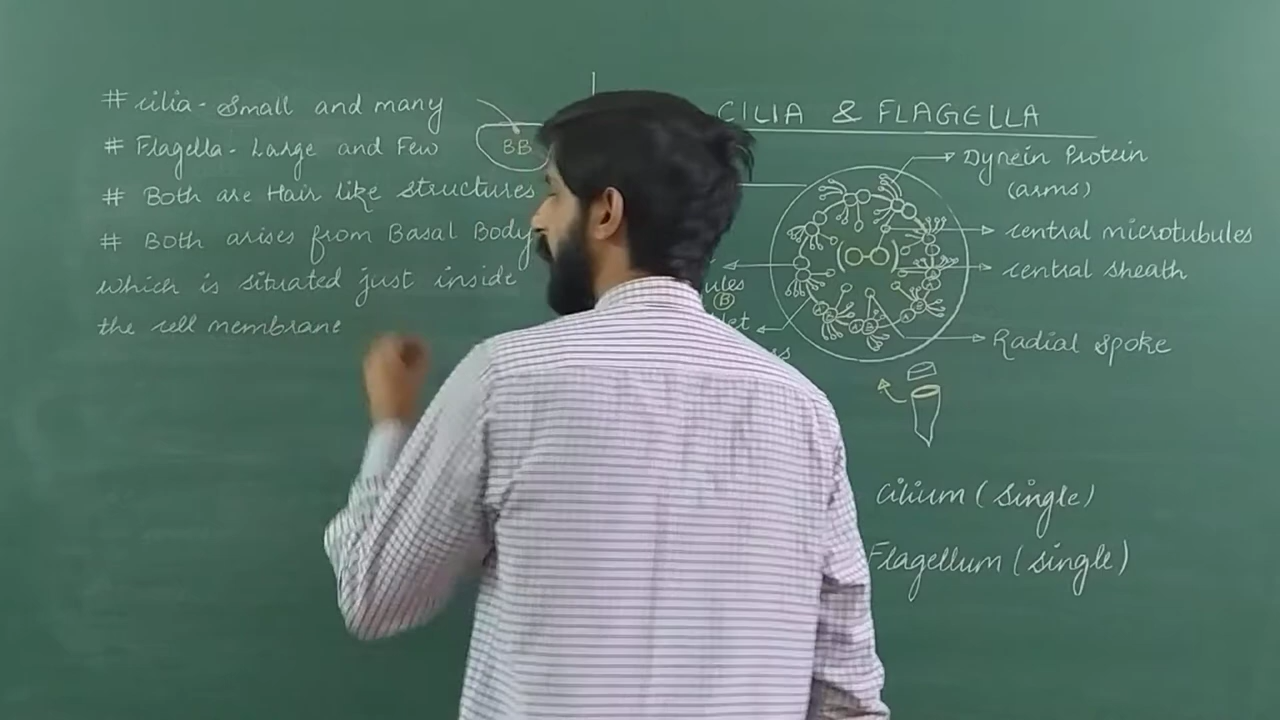 # cilia - Small and many
# Flagella - Large and Few
# Both are Hair like structures
# Both arises from Basal Body
which is situated just inside
the cell membrane
BB
CILIA & FLAGELLA
Dynein Protein
(arms)
central microtubules
central sheath
Radial spoke
B
cilium (single)
Flagellum (single)